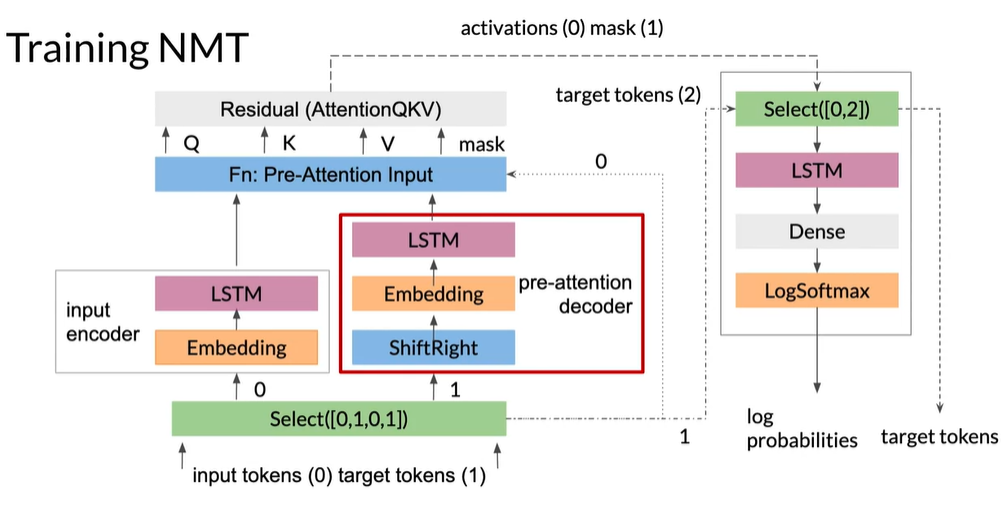 Training NMT
activations (0) mask (1)
Residual (AttentionQKV)
target tokens (2)
Select([0,2])
Q
K
V
mask
0
Fn: Pre-Attention Input
LSTM
LSTM
Dense
input
encoder
LSTM
Embedding
pre-attention
decoder
LogSoftmax
Embedding
ShiftRight
0
1
Select([0,1,0,1])
1
log
probabilities
target tokens
input tokens (0) target tokens (1)